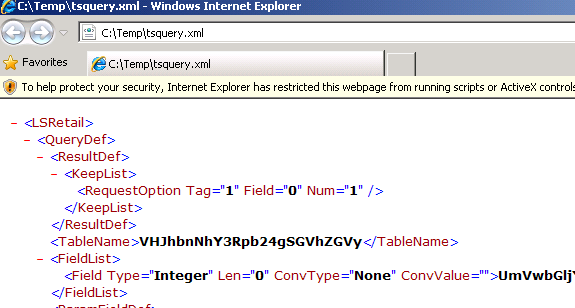 C:\Temp\tsquery.xml - Windows Internet Explorer
C:\Temp\tsquery.xml
Favorites
C:\Temp\tsquery.xml
To help protect your security, Internet Explorer has restricted this webpage from running scripts or ActiveX controls
- <LSRetail>
- <QueryDef>
- <ResultDef>
- <KeepList>
<RequestOption Tag="1" Field="0" Num="1" />
</KeepList>
</ResultDef>
<TableName>VHJhbnNhY3Rpb24gSGVhZGVy</TableName>
- <FieldList>
<Field Type="Integer" Len="0" ConvType="None" ConvValue="">UmVwbGljY
</FieldList>